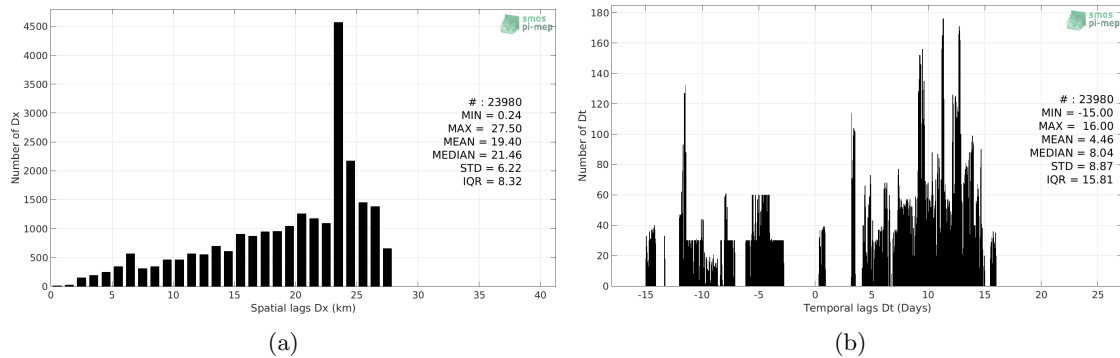 smos
pi-mep
4500
4000
3500
3000
2500
2000
1500
1000
500
0
Number of Dx
# : 23980
MIN = 0.24
MAX = 27.50
MEAN = 19.40
MEDIAN = 21.46
STD = 6.22
IQR = 8.32
0 5 10 15 20 25 30 35 40
Spatial lags Dx (km)
(a)
smos
pi-mep
180
160
140
120
100
80
60
40
20
0
Number of Dt
# : 23980
MIN = -15.00
MAX = 16.00
MEAN = 4.46
MEDIAN = 8.04
STD = 8.87
IQR = 15.81
-15 -10 -5 0 5 10 15 20 25
Temporal lags Dt (Days)
(b)